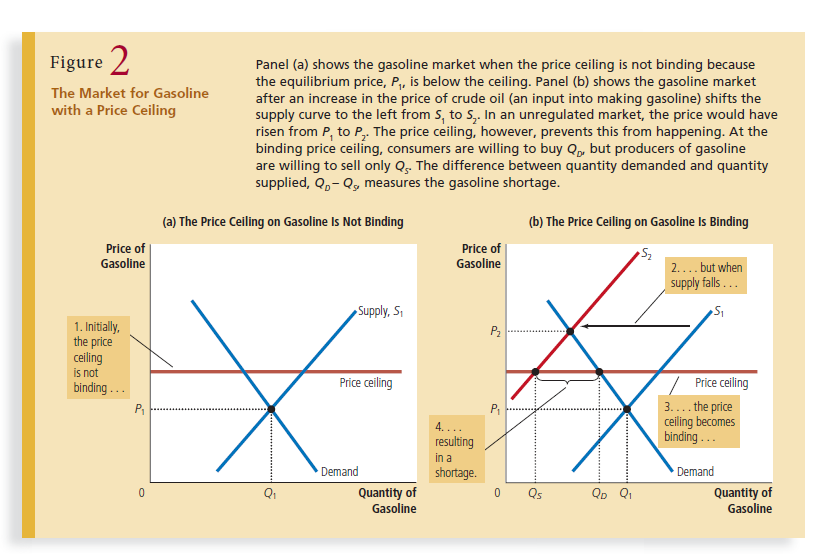 Figure 2
The Market for Gasoline
with a Price Ceiling
Panel (a) shows the gasoline market when the price ceiling is not binding because
the equilibrium price, P1, is below the ceiling. Panel (b) shows the gasoline market
after an increase in the price of crude oil (an input into making gasoline) shifts the
supply curve to the left from S1 to S2. In an unregulated market, the price would have
risen from P1 to P2. The price ceiling, however, prevents this from happening. At the
binding price ceiling, consumers are willing to buy QD, but producers of gasoline
are willing to sell only QS. The difference between quantity demanded and quantity
supplied, QD – QS, measures the gasoline shortage.
(a) The Price Ceiling on Gasoline Is Not Binding
Price of
Gasoline
Supply, S1
1. Initially,
the price
ceiling
is not
binding . . .
Price ceiling
P1
Demand
0
Q1
Quantity of
Gasoline
(b) The Price Ceiling on Gasoline Is Binding
Price of
Gasoline
S2
2. . . . but when
supply falls . . .
S1
P2
Price ceiling
P1
3. . . . the price
ceiling becomes
binding . . .
4. . . .
resulting
in a
shortage.
Demand
0
QS
QD
Q1
Quantity of
Gasoline